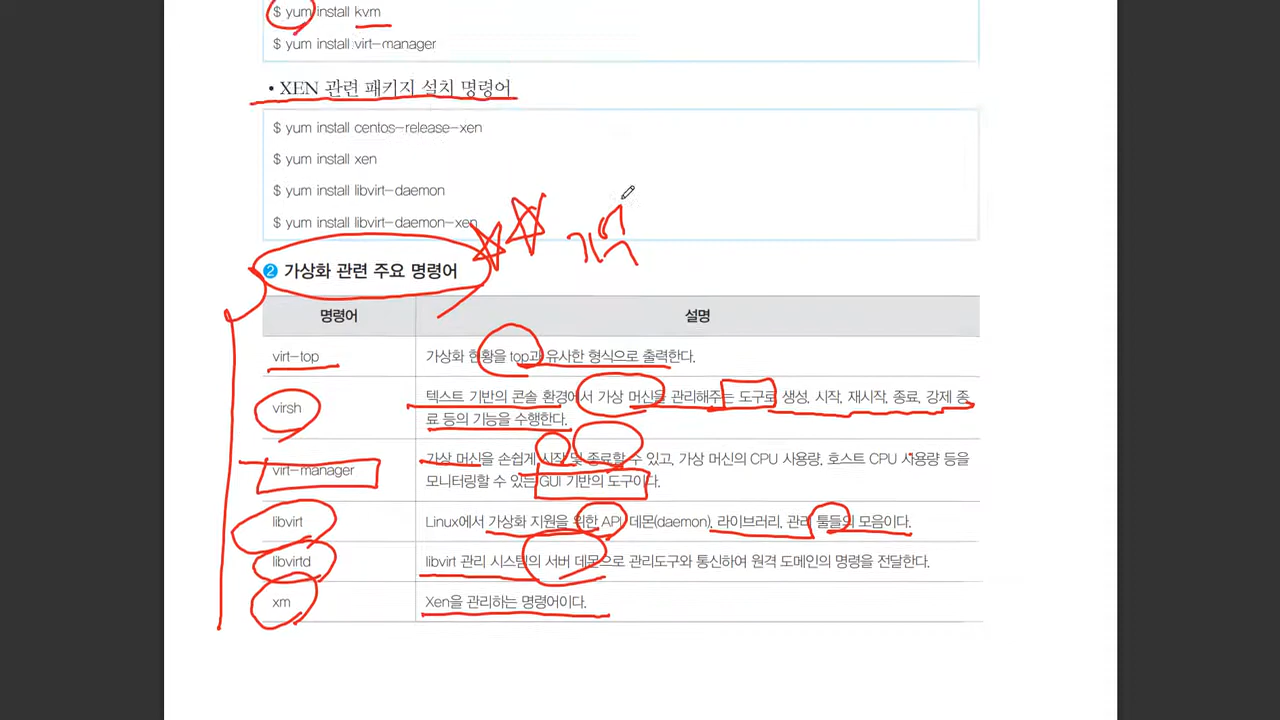 $ yum install kvm
$ yum install virt-manager
• XEN 관련 패키지 설치 명령어
$ yum install centos-release-xen
$ yum install xen
$ yum install libvirt-daemon
$ yum install libvirt-daemon-xen
기억
2 가상화 관련 주요 명령어
명령어 설명
virt-top 가상화 현황을 top과 유사한 형식으로 출력한다.
virsh 텍스트 기반의 콘솔 환경에서 가상 머신을 관리해주는 도구로 생성, 시작, 재시작, 종료, 강제 종
료 등의 기능을 수행한다.
virt-manager 가상 머신을 손쉽게 시작 및 종료할 수 있고, 가상 머신의 CPU 사용량, 호스트 CPU 사용량 등을
모니터링할 수 있는 GUI 기반의 도구이다.
libvirt Linux에서 가상화 지원을 위한 API, 데몬(daemon), 라이브러리, 관리 툴들의 모음이다.
libvirtd libvirt 관리 시스템의 서버 데몬으로 관리도구와 통신하여 원격 도메인의 명령을 전달한다.
xm Xen을 관리하는 명령어이다.